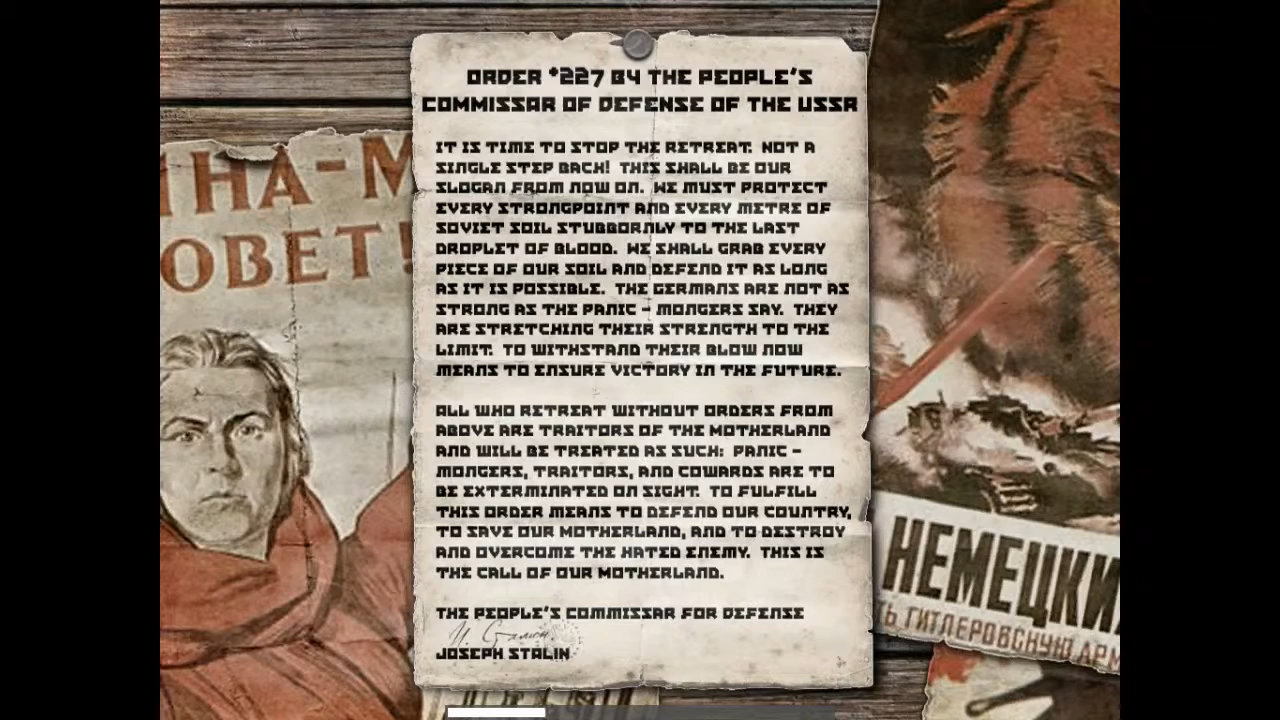 ORDER *227 BY THE PEOPLE'S
COMMISSAR OF DEFENSE OF THE USSR
IT IS TIME TO STOP THE RETREAT. NOT A
SINGLE STEP BACK! THIS SHALL BE OUR
SLOGAN FROM NOW ON. WE MUST PROTECT
EVERY STRONGPOINT AND EVERY METRE OF
SOVIET SOIL STUBBORNLY TO THE LAST
DROPLET OF BLOOD. WE SHALL GRAB EVERY
PIECE OF OUR SOIL AND DEFEND IT AS LONG
AS IT IS POSSIBLE. THE GERMANS ARE NOT AS
STRONG AS THE PANIC - MONGERS SAY. THEY
ARE STRETCHING THEIR STRENGTH TO THE
LIMIT. TO WITHSTAND THEIR BLOW NOW
MEANS TO ENSURE VICTORY IN THE FUTURE.
ALL WHO RETREAT WITHOUT ORDERS FROM
ABOVE ARE TRAITORS OF THE MOTHERLAND
AND WILL BE TREATED AS SUCH: PANIC -
MONGERS, TRAITORS, AND COWARDS ARE TO
BE EXTERMINATED ON SIGHT. TO FULFILL
THIS ORDER MEANS TO DEFEND OUR COUNTRY,
TO SAVE OUR MOTHERLAND, AND TO DESTROY
AND OVERCOME THE HATED ENEMY. THIS IS
THE CALL OF OUR MOTHERLAND.
THE PEOPLE'S COMMISSAR FOR DEFENSE
И. Сталин
JOSEPH STALIN
ИНА-М
ОВЕТ!
НЕМЕЦКИ
Ь ГИТЛЕРОВСКУЮ АРМ